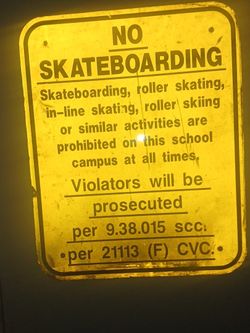 NO
SKATEBOARDING
Skateboarding, roller skating,
in-line skating, roller skiing
or similar activities are
prohibited on this school
campus at all times.
Violators will be
prosecuted
per 9.38.015 scc.
per 21113 (F) CVC.